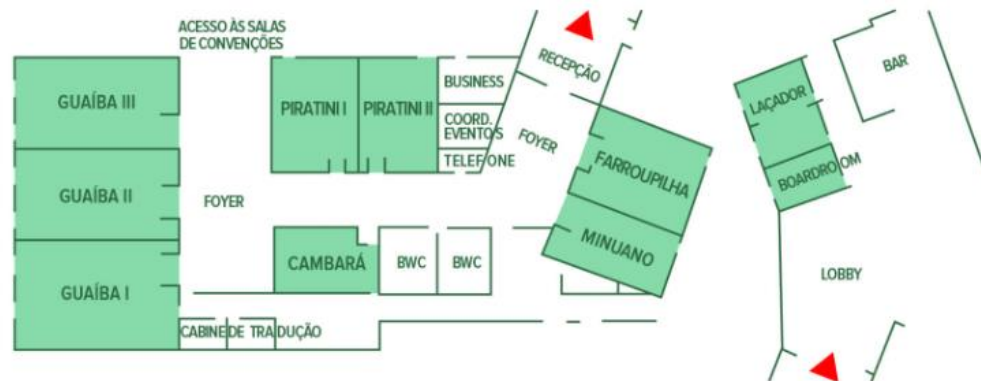 ACESSO ÀS SALAS
DE CONVENÇÕES
GUAÍBA III
PIRATINI I
PIRATINI II
BUSINESS
COORD.
EVENTOS
TELEFONE
RECEPÇÃO
FOYER
FARROUPILHA
MINUANO
LAÇADOR
BOARDROOM
BAR
GUAÍBA II
FOYER
CAMBARÁ
BWC
BWC
LOBBY
GUAÍBA I
CABINE DE TRADUÇÃO